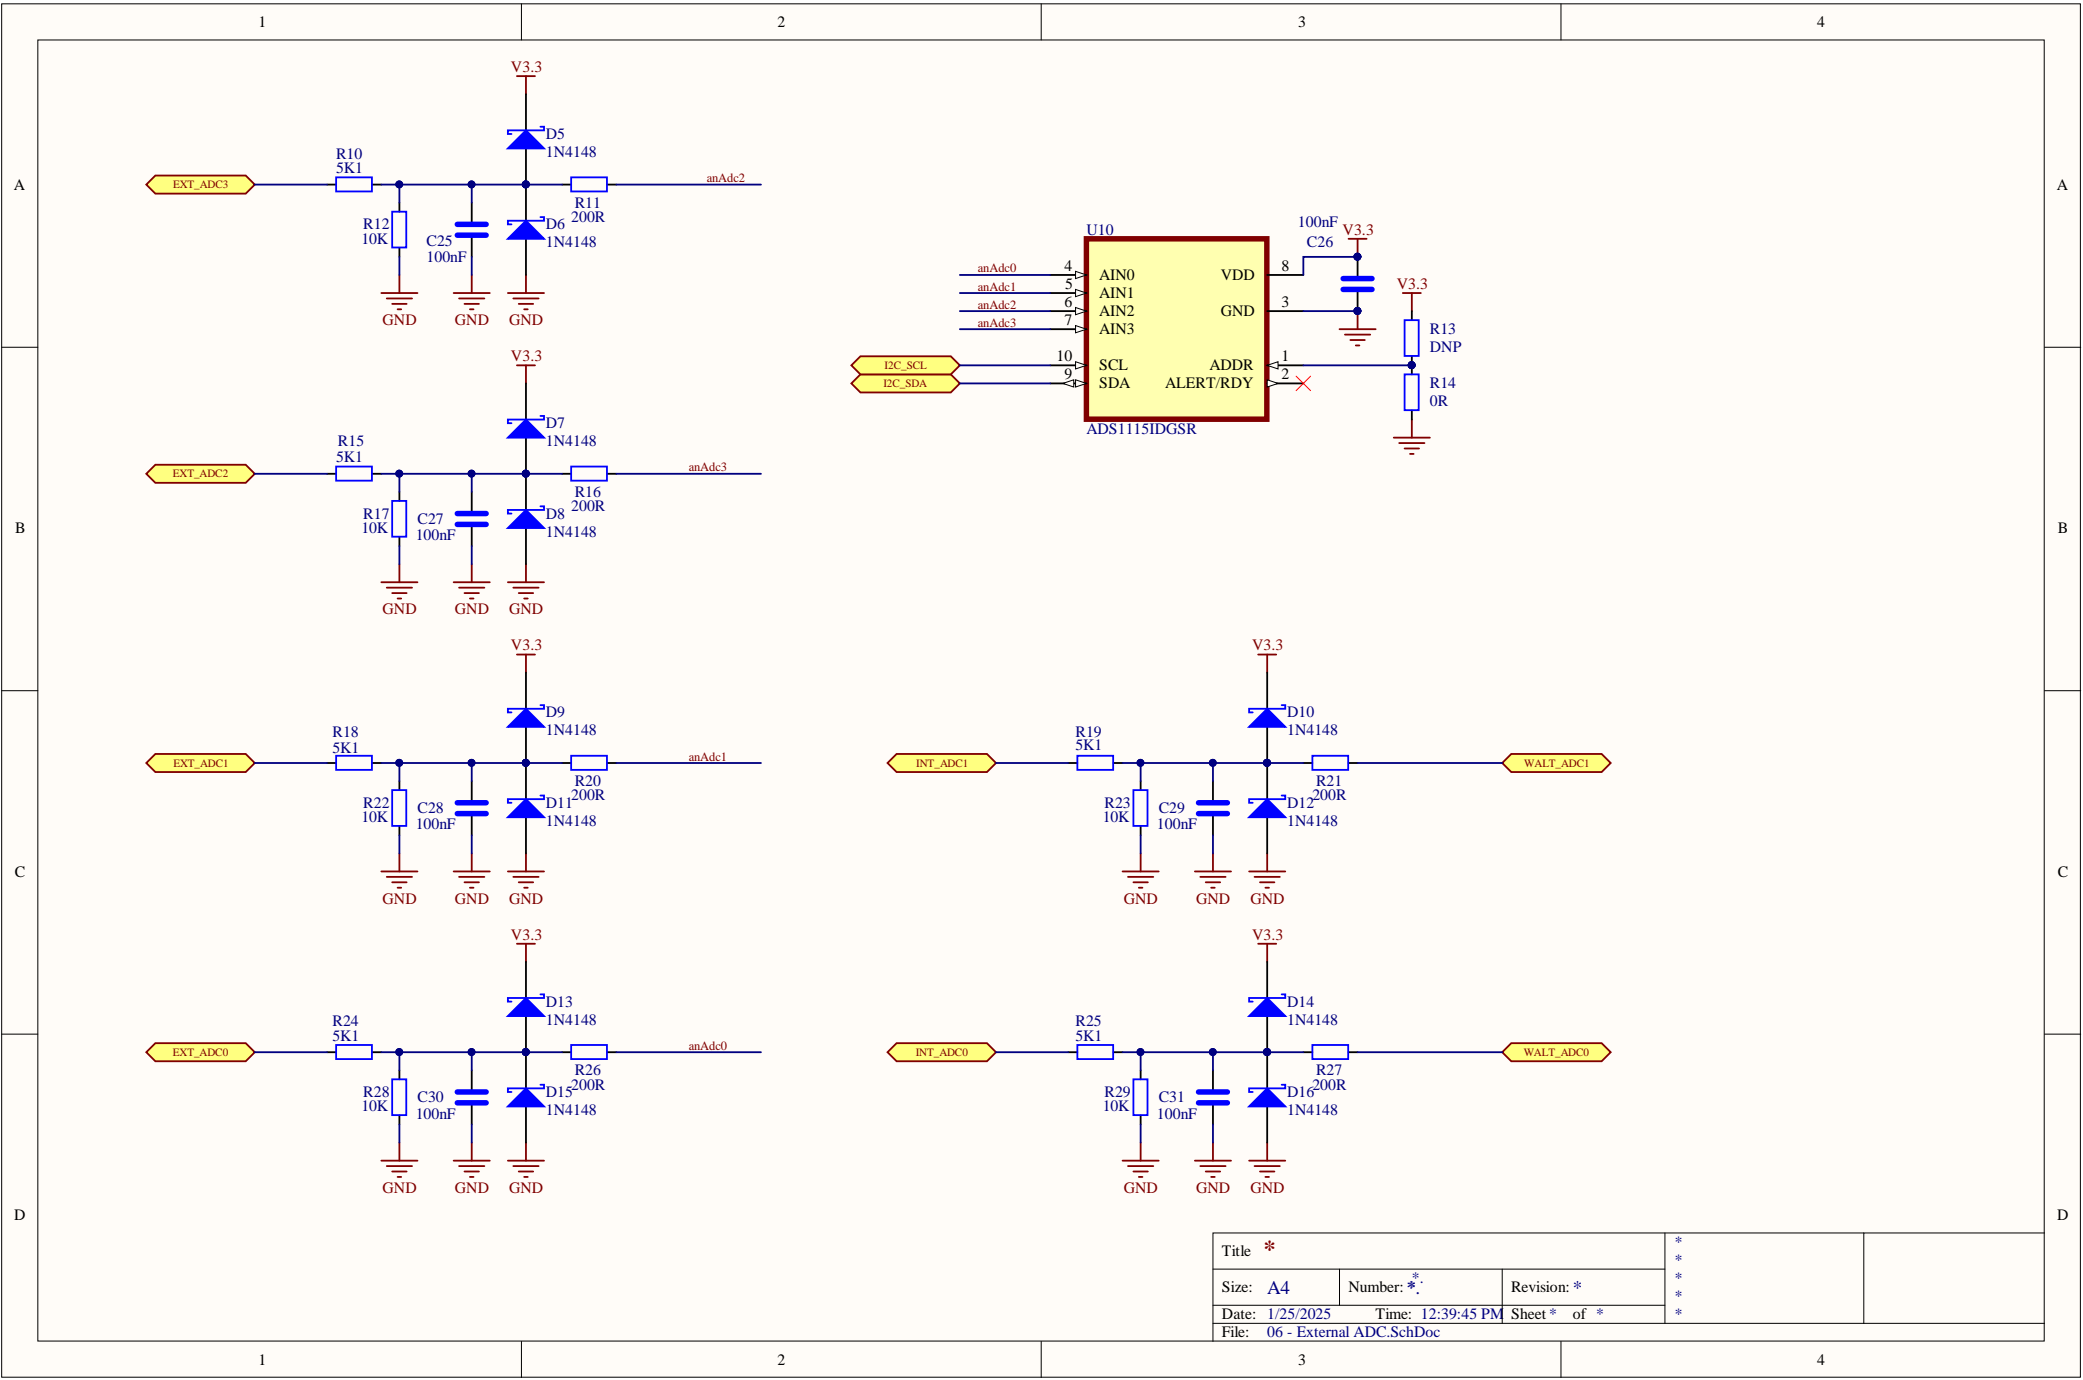 1 2 3 4
A
B
C
D
A
B
C
D
V3.3
D5
1N4148
R10
5K1
EXT_ADC3
anAdc2
R11
200R
R12
10K
C25
100nF
D6
1N4148
GND GND GND
V3.3
D7
1N4148
R15
5K1
EXT_ADC2
anAdc3
R16
200R
R17
10K
C27
100nF
D8
1N4148
GND GND GND
V3.3
D9
1N4148
R18
5K1
EXT_ADC1
anAdc1
R20
200R
R22
10K
C28
100nF
D11
1N4148
GND GND GND
V3.3
D13
1N4148
R24
5K1
EXT_ADC0
anAdc0
R26
200R
R28
10K
C30
100nF
D15
1N4148
GND GND GND
U10
anAdc0 4 AIN0
anAdc1 5 AIN1
anAdc2 6 AIN2
anAdc3 7 AIN3
I2C_SCL 10 SCL
I2C_SDA 9 SDA
VDD 8
GND 3
ADDR 1
ALERT/RDY 2
ADS1115IDGSR
100nF
C26
V3.3
V3.3
R13
DNP
R14
0R
V3.3
D10
1N4148
R19
5K1
INT_ADC1
WALT_ADC1
R21
200R
R23
10K
C29
100nF
D12
1N4148
GND GND GND
V3.3
D14
1N4148
R25
5K1
INT_ADC0
WALT_ADC0
R27
200R
R29
10K
C31
100nF
D16
1N4148
GND GND GND
Title *
Size: A4 Number: * *. Revision: *
Date: 1/25/2025 Time: 12:39:45 PM Sheet * of *
File: 06 - External ADC.SchDoc
*
*
*
*
*
1 2 3 4